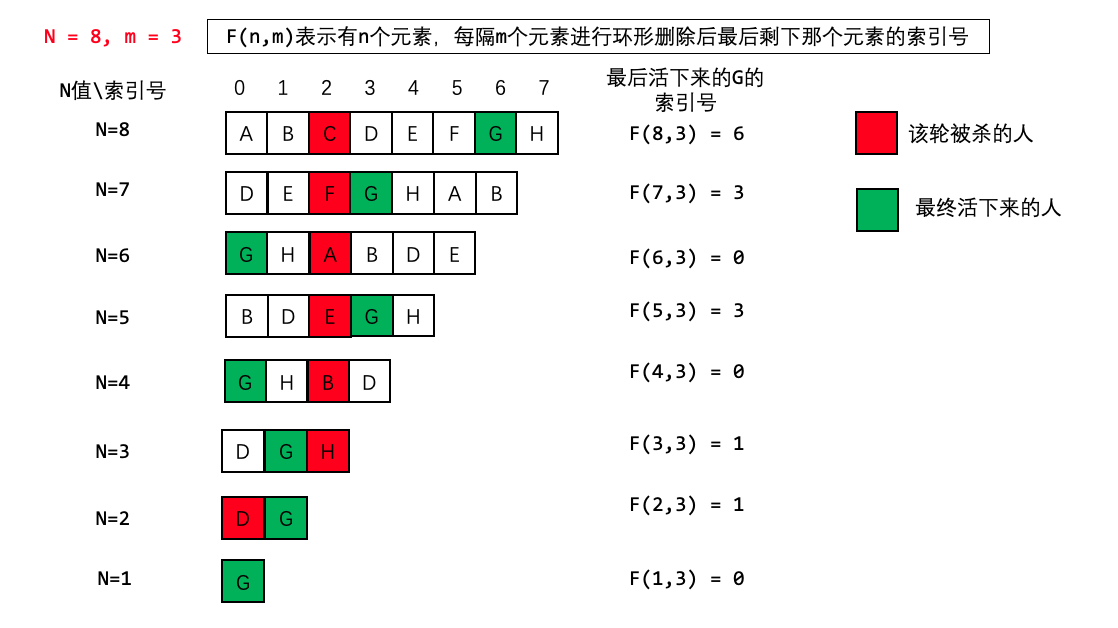 N = 8, m = 3
F(n,m)表示有n个元素，每隔m个元素进行环形删除后最后剩下那个元素的索引号
N值\索引号
0 1 2 3 4 5 6 7
最后活下来的G的
索引号
N=8
A B C D E F G H
F(8,3) = 6
该轮被杀的人
N=7
D E F G H A B
F(7,3) = 3
最终活下来的人
N=6
G H A B D E
F(6,3) = 0
N=5
B D E G H
F(5,3) = 3
N=4
G H B D
F(4,3) = 0
N=3
D G H
F(3,3) = 1
N=2
D G
F(2,3) = 1
N=1
G
F(1,3) = 0